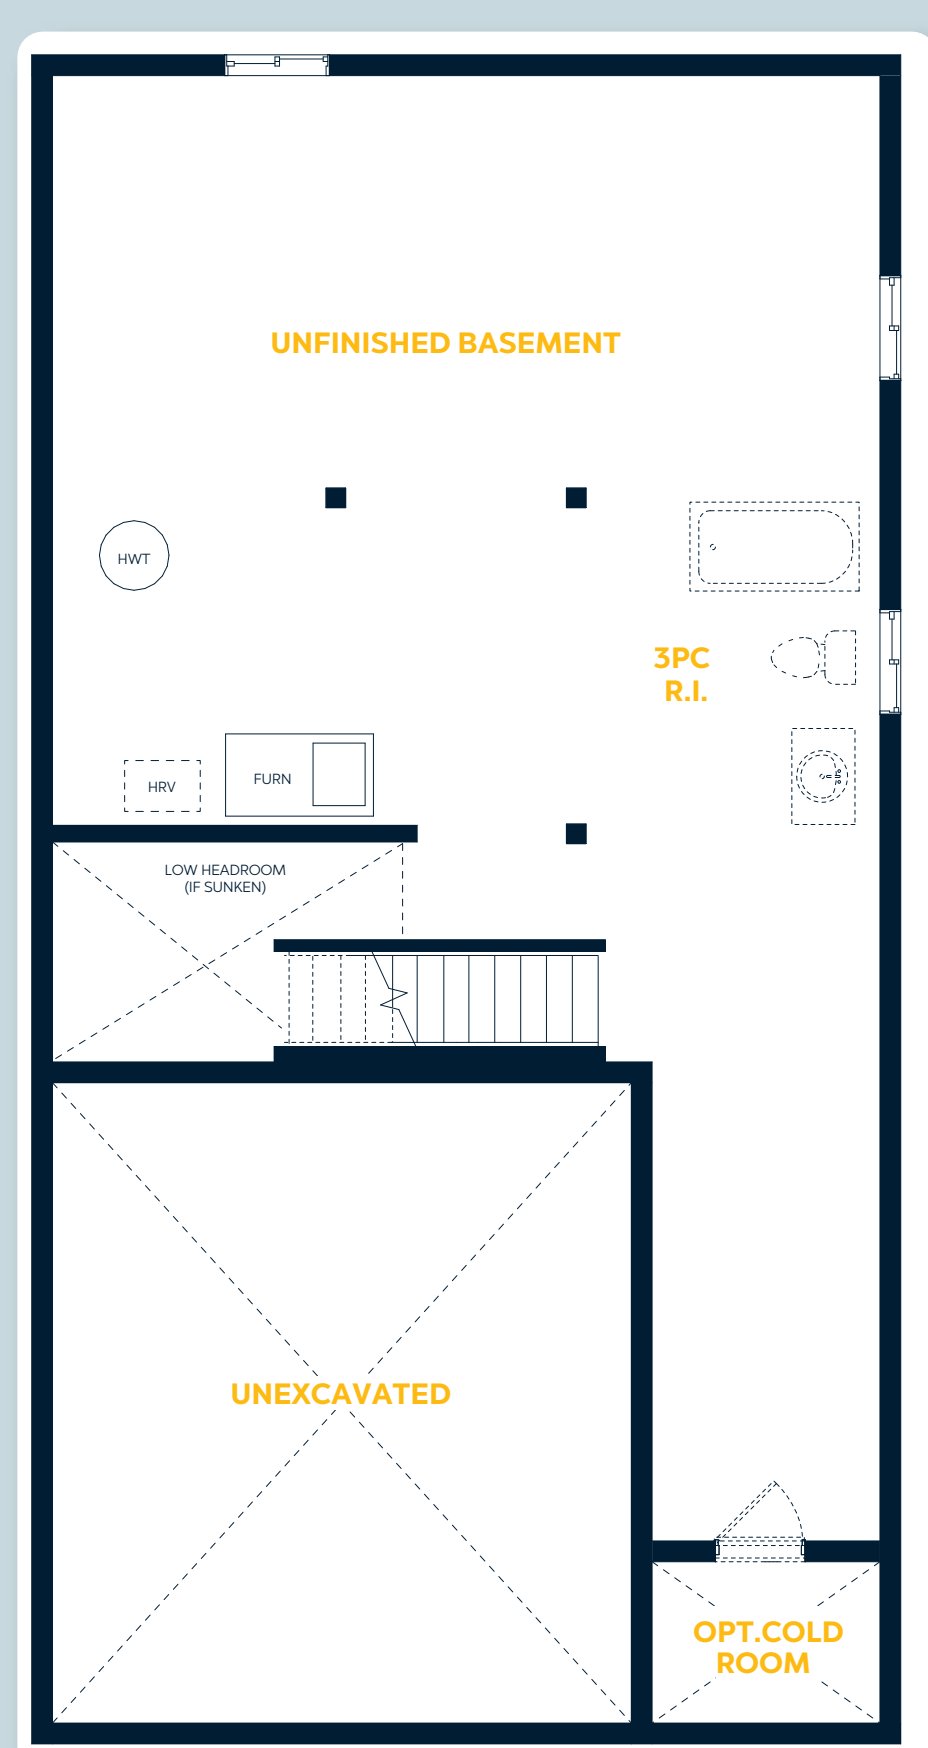 UNFINISHED BASEMENT
HWT
3PC
R.I.
HRV
FURN
LOW HEADROOM
(IF SUNKEN)
UNEXCAVATED
OPT.COLD
ROOM